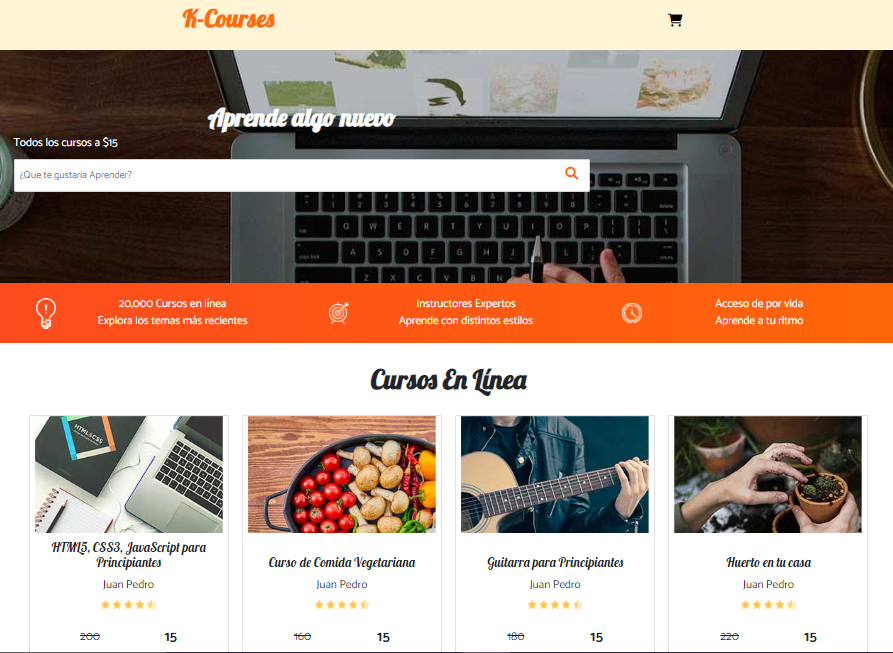 K-Courses
Aprende algo nuevo
Todos los cursos a $15
¿Que te gustaria Aprender?
20,000 Cursos en línea
Explora los temas más recientes
Instructores Expertos
Aprende con distintos estilos
Acceso de por vida
Aprende a tu ritmo
Cursos En Línea
HTML&CSS
HTML5, CSS3, JavaScript para
Principiantes
Juan Pedro
200 15
Curso de Comida Vegetariana
Juan Pedro
160 15
Guitarra para Principiantes
Juan Pedro
180 15
Huerto en tu casa
Juan Pedro
220 15